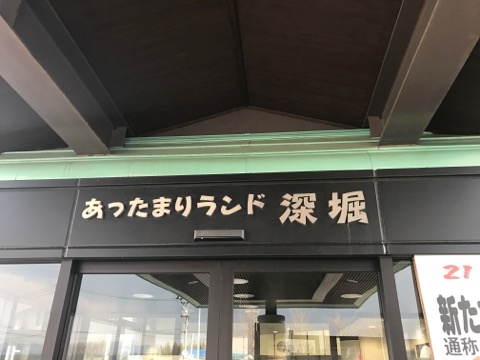 あったまりランド 深堀
21
新た
通称